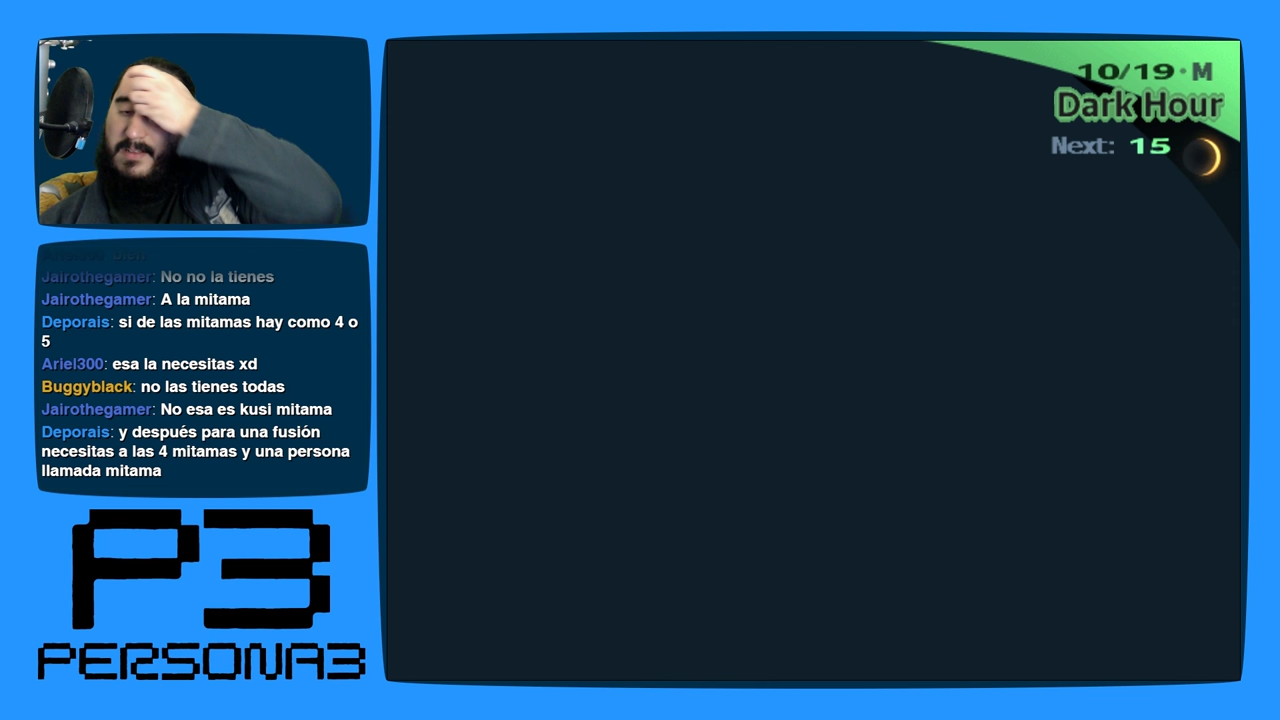 10/19·M
Dark Hour
Next: 15
Jairothegamer: No no la tienes
Jairothegamer: A la mitama
Deporais: si de las mitamas hay como 4 o
5
Ariel300: esa la necesitas xd
Buggyblack: no las tienes todas
Jairothegamer: No esa es kusi mitama
Deporais: y después para una fusión
necesitas a las 4 mitamas y una persona
llamada mitama
P3
PERSONA3